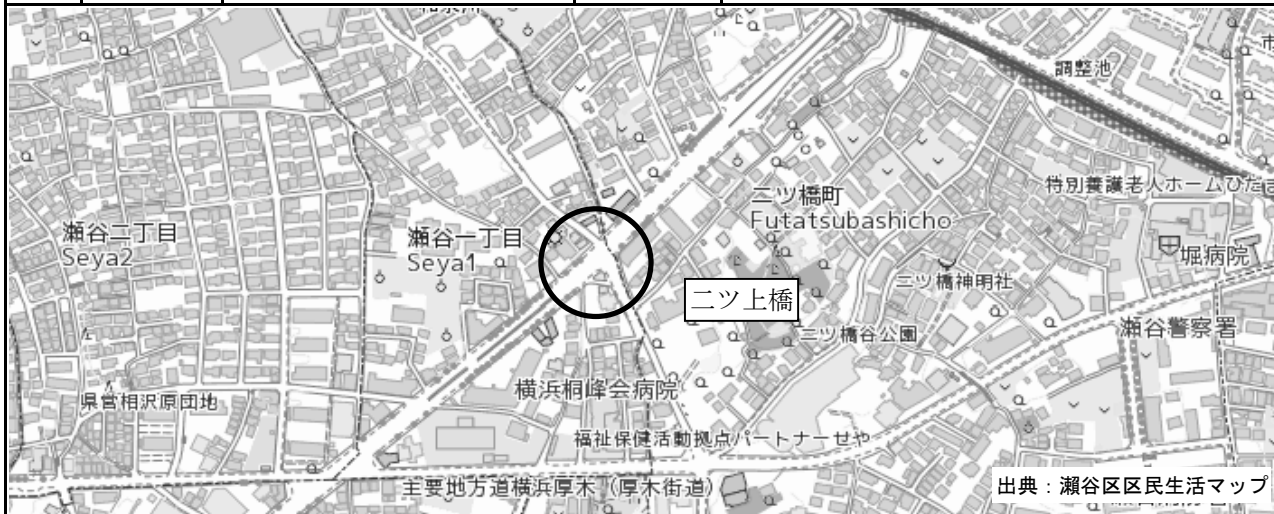 調整池
特別養護老人ホームひだま
二ツ橋町
Futatsubashicho
瀬谷二丁目
Seya2
瀬谷一丁目
Seya1
堀病院
二ツ橋神明社
二ツ上橋
二ツ橋谷公園
瀬谷警察署
横浜桐峰会病院
県営相沢原団地
福祉保健活動拠点パートナーせや
主要地方道横浜厚木（厚木街道）
出典：瀬谷区区民生活マップ